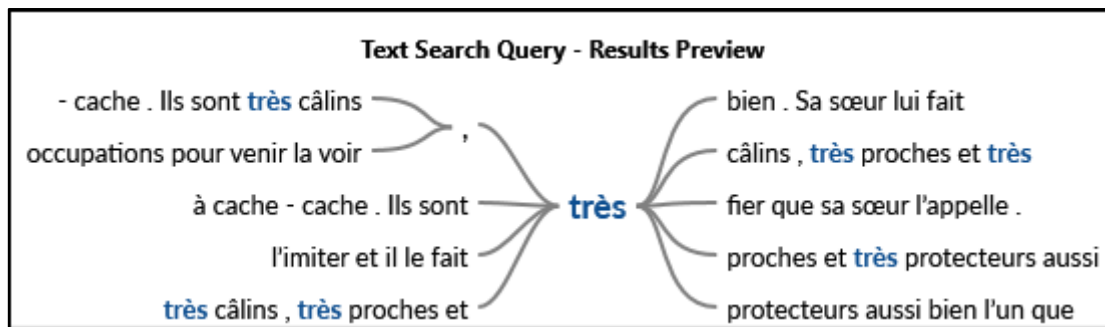 Text Search Query - Results Preview
- cache . Ils sont très câlins
occupations pour venir la voir
,
à cache - cache . Ils sont
l'imiter et il le fait
très câlins , très proches et
très
bien . Sa sœur lui fait
câlins , très proches et très
fier que sa sœur l'appelle .
proches et très protecteurs aussi
protecteurs aussi bien l'un que